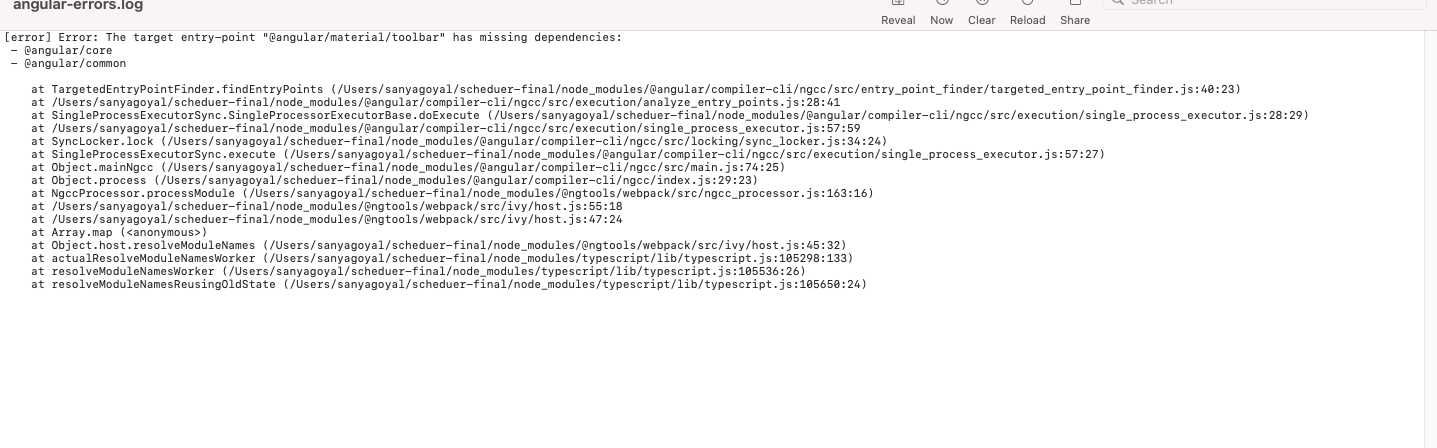 angular-errors.log
Reveal Now Clear Reload Share
Search
[error] Error: The target entry-point "@angular/material/toolbar" has missing dependencies:
– @angular/core
– @angular/common
at TargetedEntryPointFinder.findEntryPoints (/Users/sanyagoyal/scheduer-final/node_modules/@angular/compiler-cli/ngcc/src/entry_point_finder/targeted_entry_point_finder.js:40:23)
at /Users/sanyagoyal/scheduer-final/node_modules/@angular/compiler-cli/ngcc/src/execution/analyze_entry_points.js:28:41
at SingleProcessExecutorSync.SingleProcessorExecutorBase.doExecute (/Users/sanyagoyal/scheduer-final/node_modules/@angular/compiler-cli/ngcc/src/execution/single_process_executor.js:28:29)
at /Users/sanyagoyal/scheduer-final/node_modules/@angular/compiler-cli/ngcc/src/execution/single_process_executor.js:57:59
at SyncLocker.lock (/Users/sanyagoyal/scheduer-final/node_modules/@angular/compiler-cli/ngcc/src/locking/sync_locker.js:34:24)
at SingleProcessExecutorSync.execute (/Users/sanyagoyal/scheduer-final/node_modules/@angular/compiler-cli/ngcc/src/execution/single_process_executor.js:57:27)
at Object.mainNgcc (/Users/sanyagoyal/scheduer-final/node_modules/@angular/compiler-cli/ngcc/src/main.js:74:25)
at Object.process (/Users/sanyagoyal/scheduer-final/node_modules/@angular/compiler-cli/ngcc/index.js:29:23)
at NgccProcessor.processModule (/Users/sanyagoyal/scheduer-final/node_modules/@ngtools/webpack/src/ngcc_processor.js:163:16)
at /Users/sanyagoyal/scheduer-final/node_modules/@ngtools/webpack/src/ivy/host.js:55:18
at /Users/sanyagoyal/scheduer-final/node_modules/@ngtools/webpack/src/ivy/host.js:47:24
at Array.map (<anonymous>)
at Object.host.resolveModuleNames (/Users/sanyagoyal/scheduer-final/node_modules/@ngtools/webpack/src/ivy/host.js:45:32)
at actualResolveModuleNamesWorker (/Users/sanyagoyal/scheduer-final/node_modules/typescript/lib/typescript.js:105298:133)
at resolveModuleNamesWorker (/Users/sanyagoyal/scheduer-final/node_modules/typescript/lib/typescript.js:105536:26)
at resolveModuleNamesReusingOldState (/Users/sanyagoyal/scheduer-final/node_modules/typescript/lib/typescript.js:105650:24)